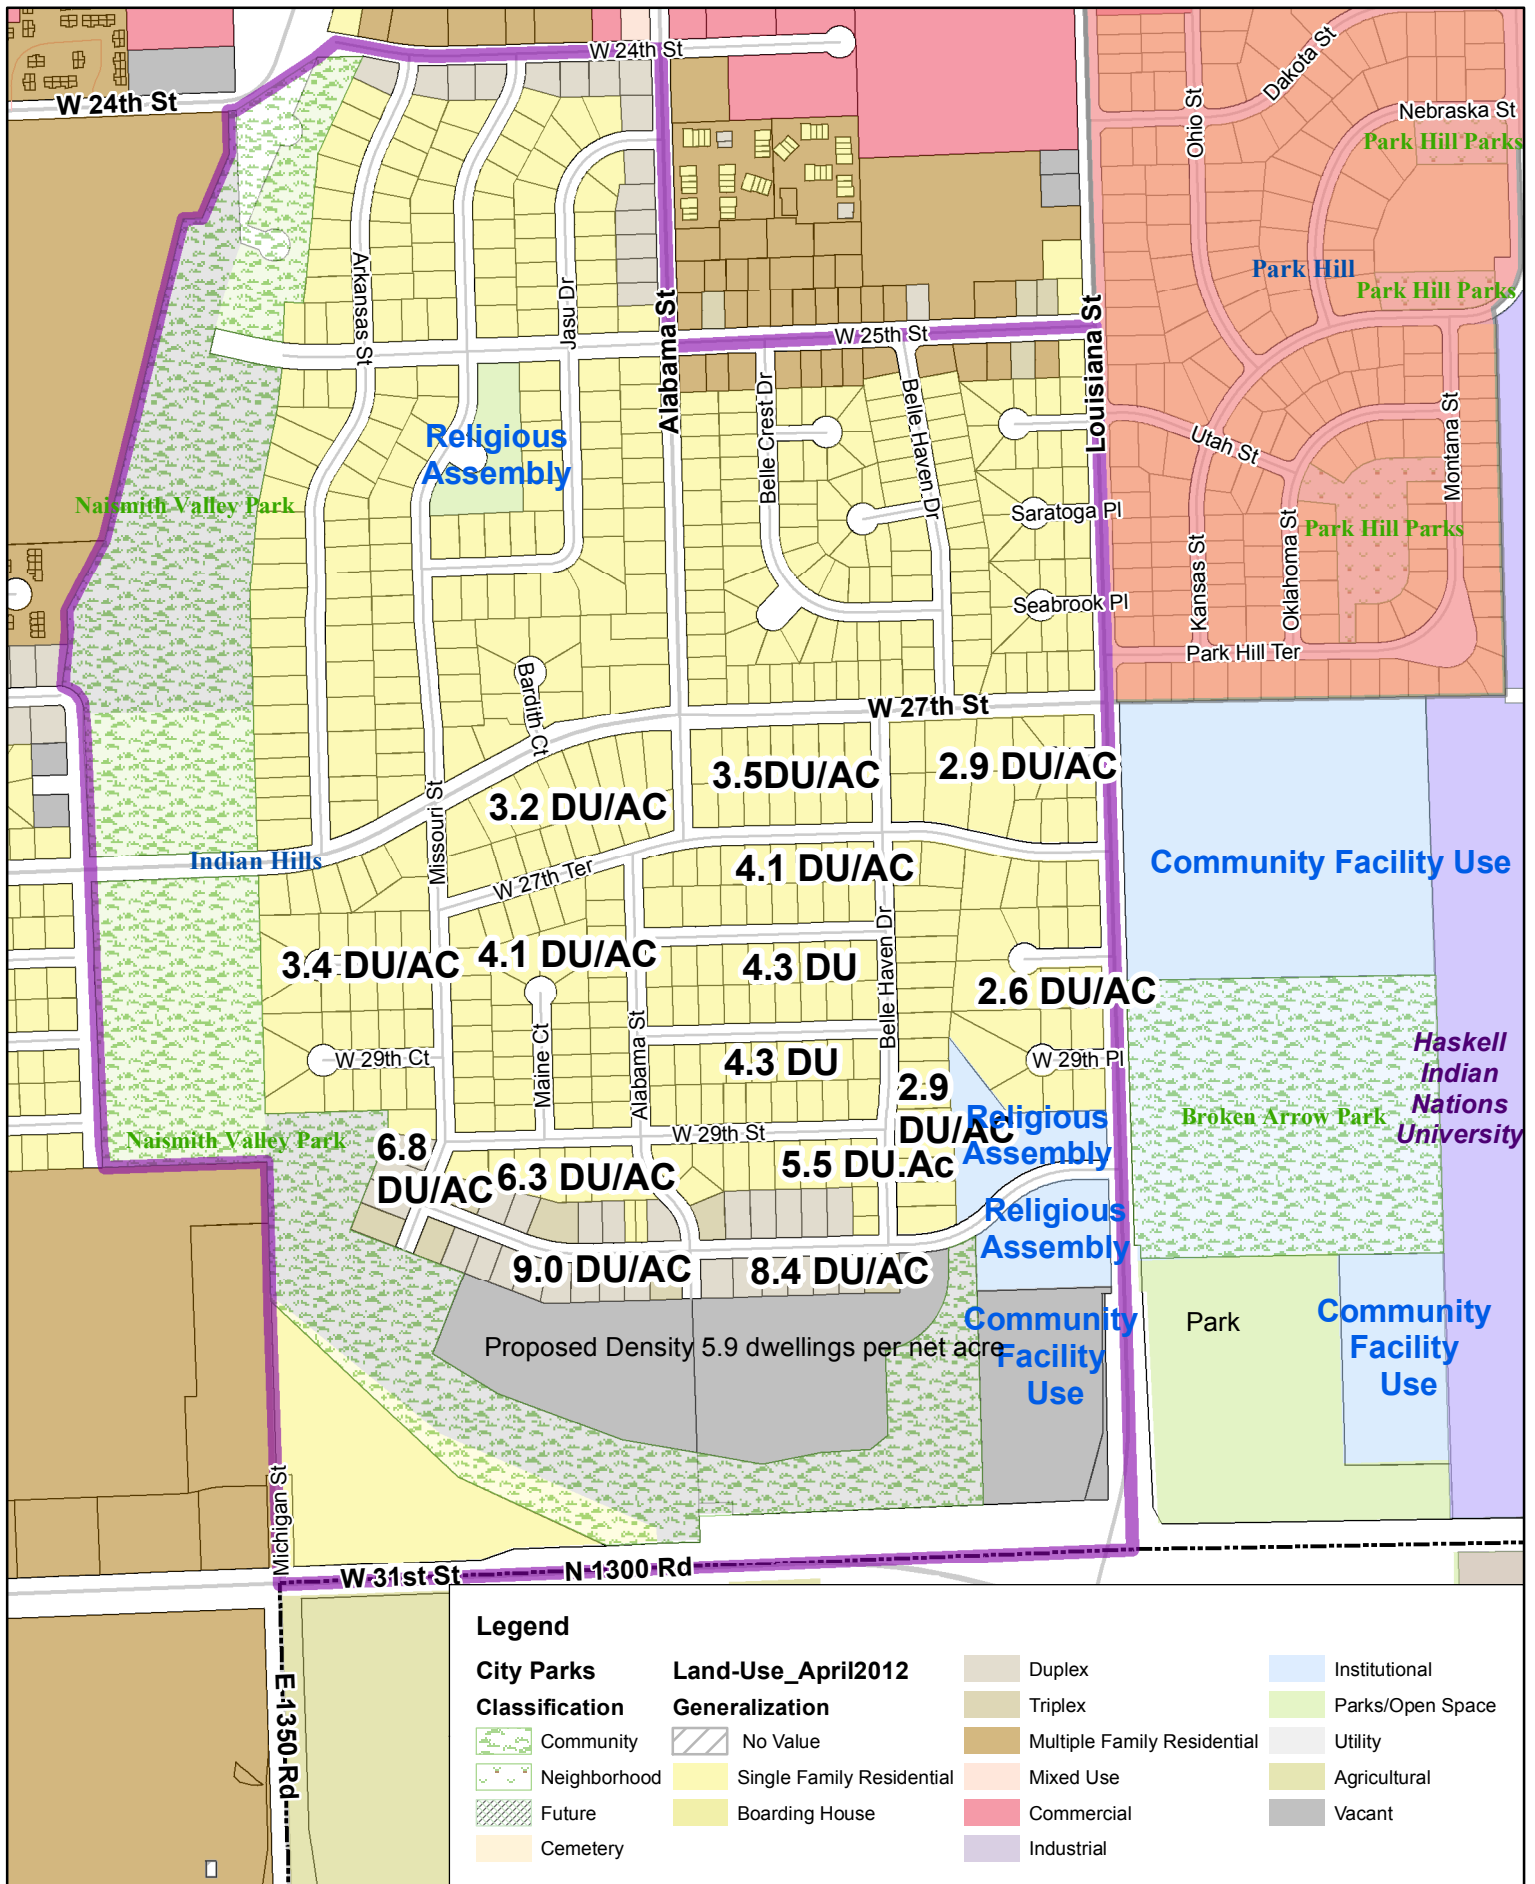 W 24th St
W 24th St
Ohio St
Dakota St
Nebraska St
Park Hill Parks
Arkansas St
Jasu Dr
Alabama St
W 25th St
Louisiana St
Park Hill
Park Hill Parks
Belle Crest Dr
Belle Haven Dr
Religious
Assembly
Utah St
Montana St
Naismith Valley Park
Saratoga Pl
Kansas St
Oklahoma St
Park Hill Parks
Seabrook Pl
Park Hill Ter
Bardith Ct
W 27th St
3.5DU/AC
2.9 DU/AC
Missouri St
3.2 DU/AC
Indian Hills
W 27th Ter
4.1 DU/AC
Community Facility Use
3.4 DU/AC
4.1 DU/AC
4.3 DU
Belle Haven Dr
2.6 DU/AC
W 29th Ct
Maine Ct
Alabama St
4.3 DU
W 29th Pl
Haskell
Indian
Nations
University
Broken Arrow Park
2.9
DU/AC
Religious
Assembly
Naismith Valley Park
W 29th St
6.8
DU/AC
6.3 DU/AC
5.5 DU.Ac
Religious
Assembly
9.0 DU/AC
8.4 DU/AC
Proposed Density 5.9 dwellings per net acre
Community
Facility
Use
Park
Community
Facility
Use
Michigan St
W 31st St
N 1300 Rd
E 1350 Rd
Legend
City Parks
Classification
Community
Neighborhood
Future
Cemetery
Land-Use_April2012
Generalization
No Value
Single Family Residential
Boarding House
Duplex
Triplex
Multiple Family Residential
Mixed Use
Commercial
Industrial
Institutional
Parks/Open Space
Utility
Agricultural
Vacant